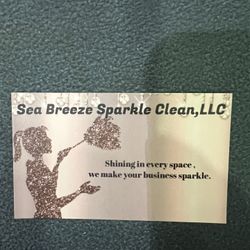 Sea Breeze Sparkle Clean,LLC
Shining in every space ,
we make your business sparkle.